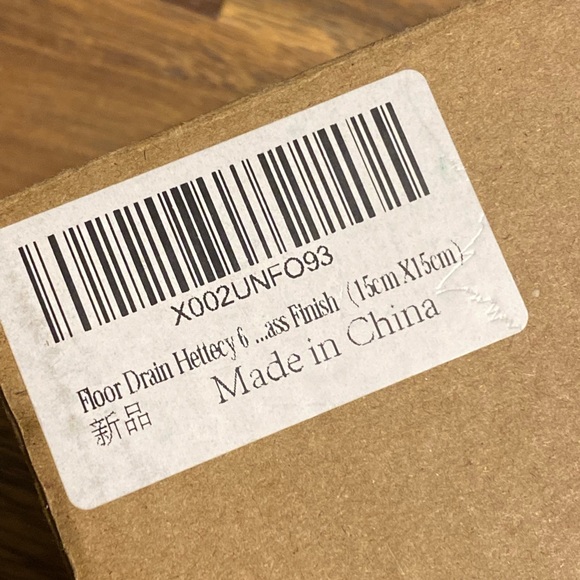 X002UNFO93
Floor Drain Hettecy 6 ...ass Finish (15cm X15cm)
新品
Made in China